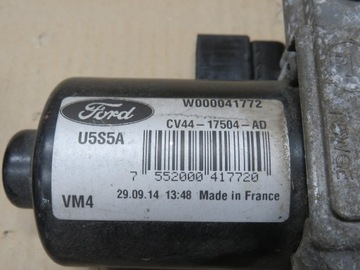 Ford
W000041772
U5S5A
CV44-17504-AD
7 552000 417720
VM4
29.09.14 13:48 Made in France